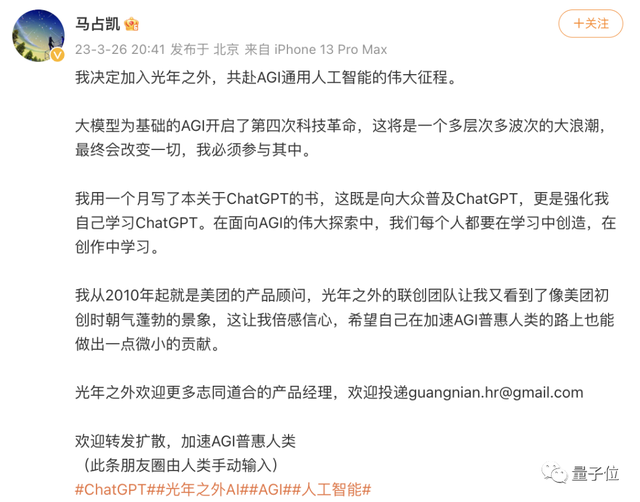 马占凯
+关注
23-3-26 20:41 发布于 北京 来自 iPhone 13 Pro Max
我决定加入光年之外，共赴AGI通用人工智能的伟大征程。
大模型为基础的AGI开启了第四次科技革命，这将是一个多层次多波次的大浪潮，
最终会改变一切，我必须参与其中。
我用一个月写了本关于ChatGPT的书，这既是向大众普及ChatGPT，更是强化我
自己学习ChatGPT。在面向AGI的伟大探索中，我们每个人都要在学习中创造，在
创作中学习。
我从2010年起就是美团的产品顾问，光年之外的联创团队让我又看到了像美团初
创时朝气蓬勃的景象，这让我倍感信心，希望自己在加速AGI普惠人类的路上也能
做出一点微小的贡献。
光年之外欢迎更多志同道合的产品经理，欢迎投递guangnian.hr@gmail.com
欢迎转发扩散，加速AGI普惠人类
（此条朋友圈由人类手动输入）
#ChatGPT##光年之外AI##AGI##人工智能#
量子位